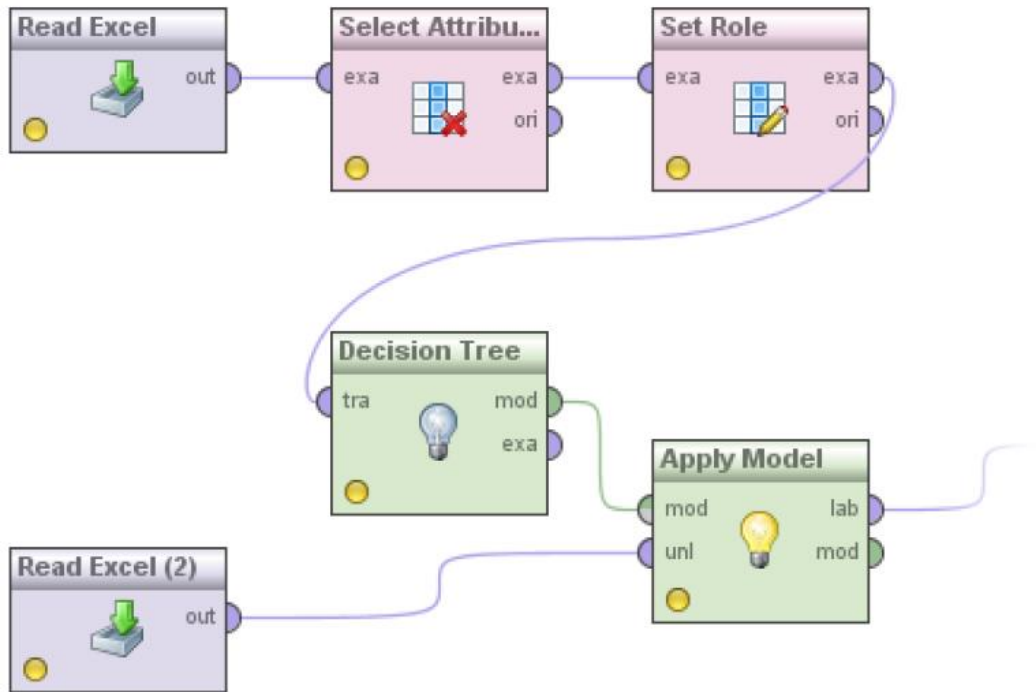 Read Excel
out
Select Attribu...
exa
exa
ori
Set Role
exa
exa
ori
Decision Tree
tra
mod
exa
Apply Model
mod
lab
unl
mod
Read Excel (2)
out